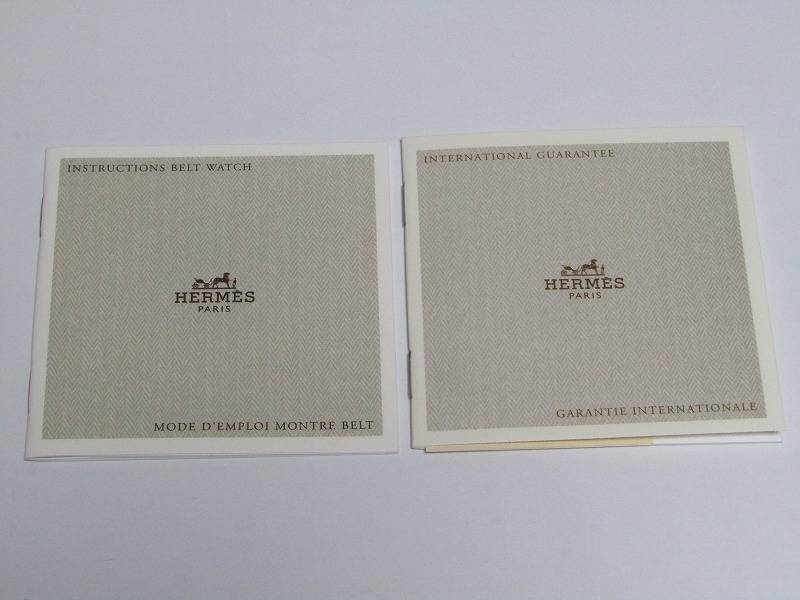 INSTRUCTIONS BELT WATCH
HERMÈS
PARIS
MODE D'EMPLOI MONTRE BELT
INTERNATIONAL GUARANTEE
HERMÈS
PARIS
GARANTIE INTERNATIONALE